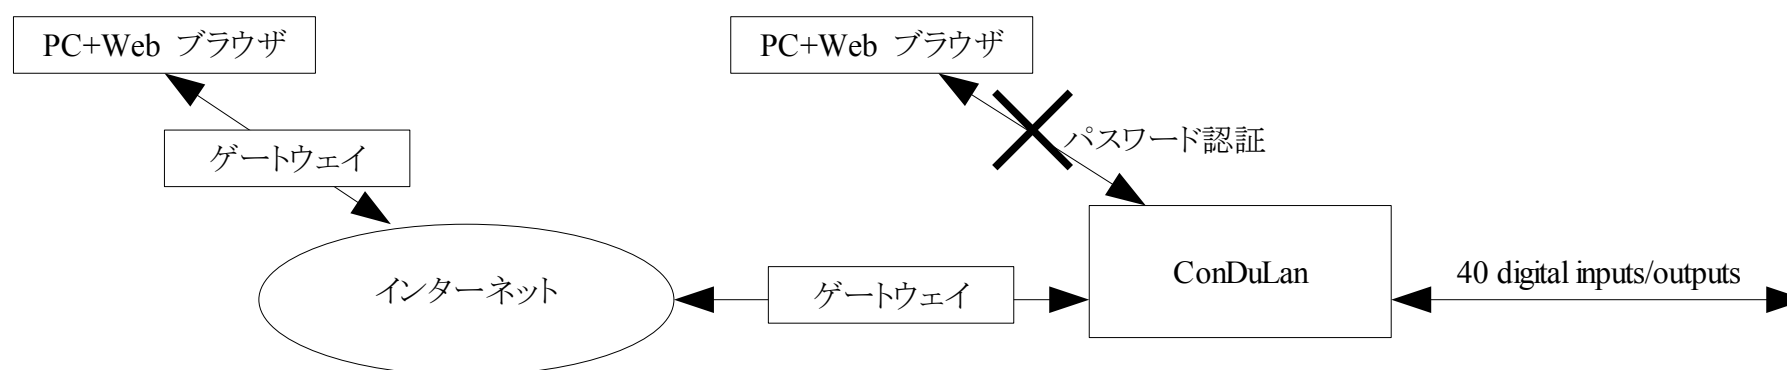 PC+Web ブラウザ
PC+Web ブラウザ
ゲートウェイ
パスワード認証
インターネット
ゲートウェイ
ConDuLan
40 digital inputs/outputs